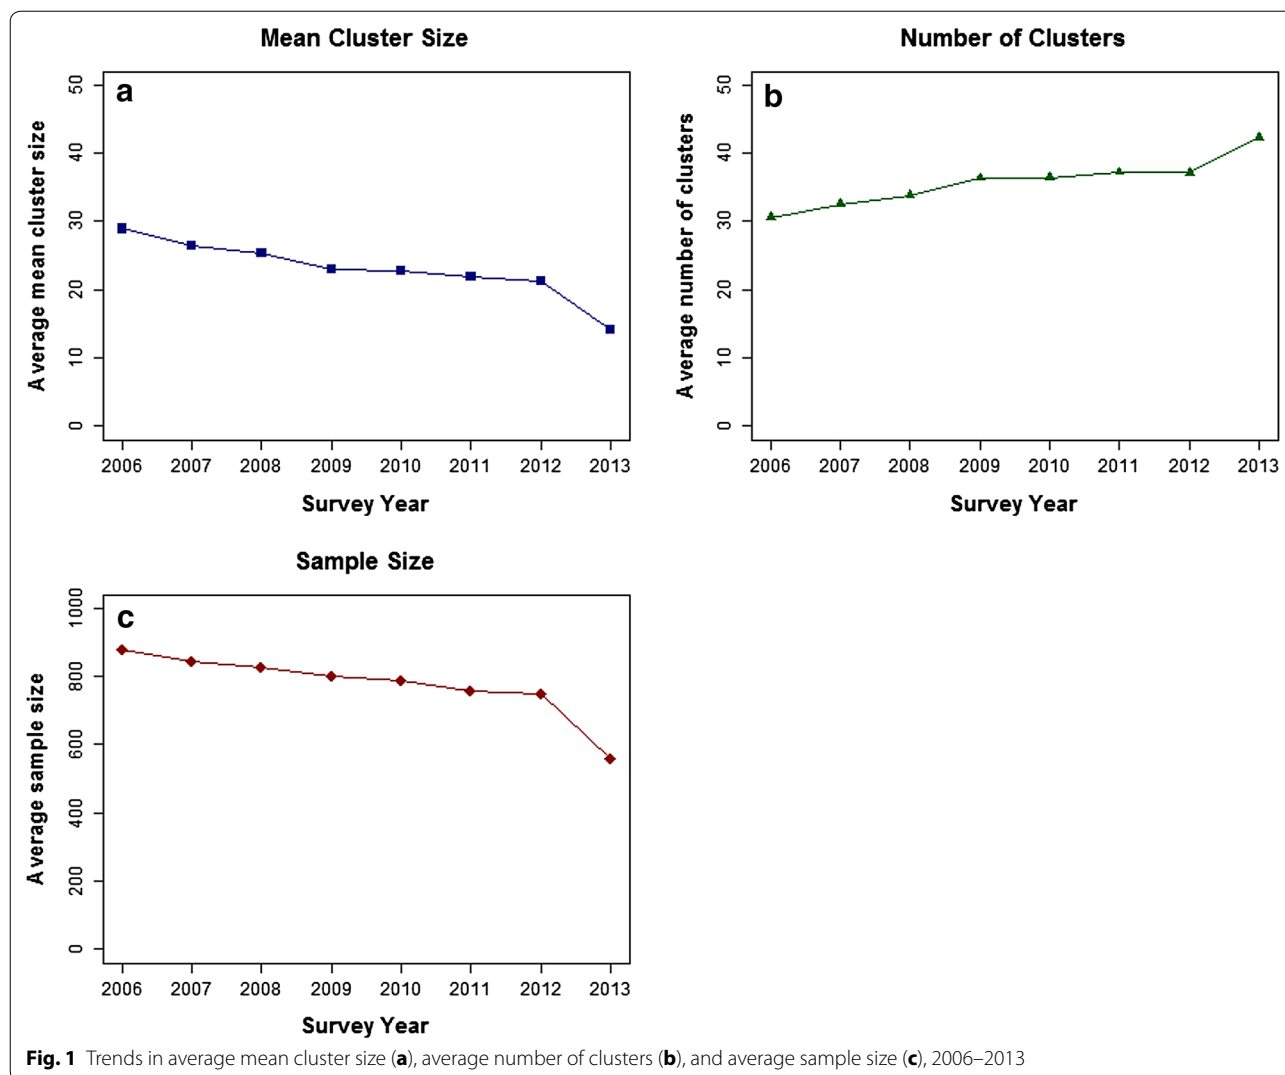 Mean Cluster Size
a
Average mean cluster size
50
40
30
20
10
0
2006 2007 2008 2009 2010 2011 2012 2013
Survey Year
Number of Clusters
b
Average number of clusters
50
40
30
20
10
0
2006 2007 2008 2009 2010 2011 2012 2013
Survey Year
Sample Size
c
Average sample size
1000
800
600
400
200
0
2006 2007 2008 2009 2010 2011 2012 2013
Survey Year
Fig. 1 Trends in average mean cluster size (a), average number of clusters (b), and average sample size (c), 2006–2013